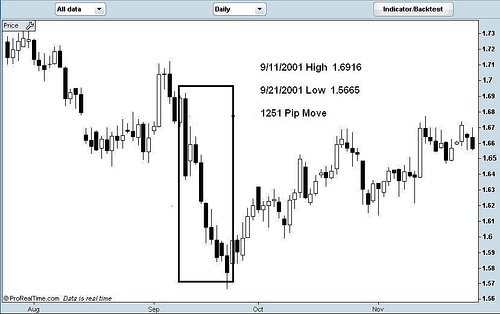 All data
Daily
Indicator/Backtest
Price
9/11/2001 High 1.6916
9/21/2001 Low 1.5665
1251 Pip Move
1.73
1.72
1.71
1.7
1.69
1.68
1.67
1.66
1.65
1.64
1.63
1.62
1.61
1.6
1.59
1.58
1.57
1.56
© ProRealTime.com Data is real time
Aug Sep Oct Nov